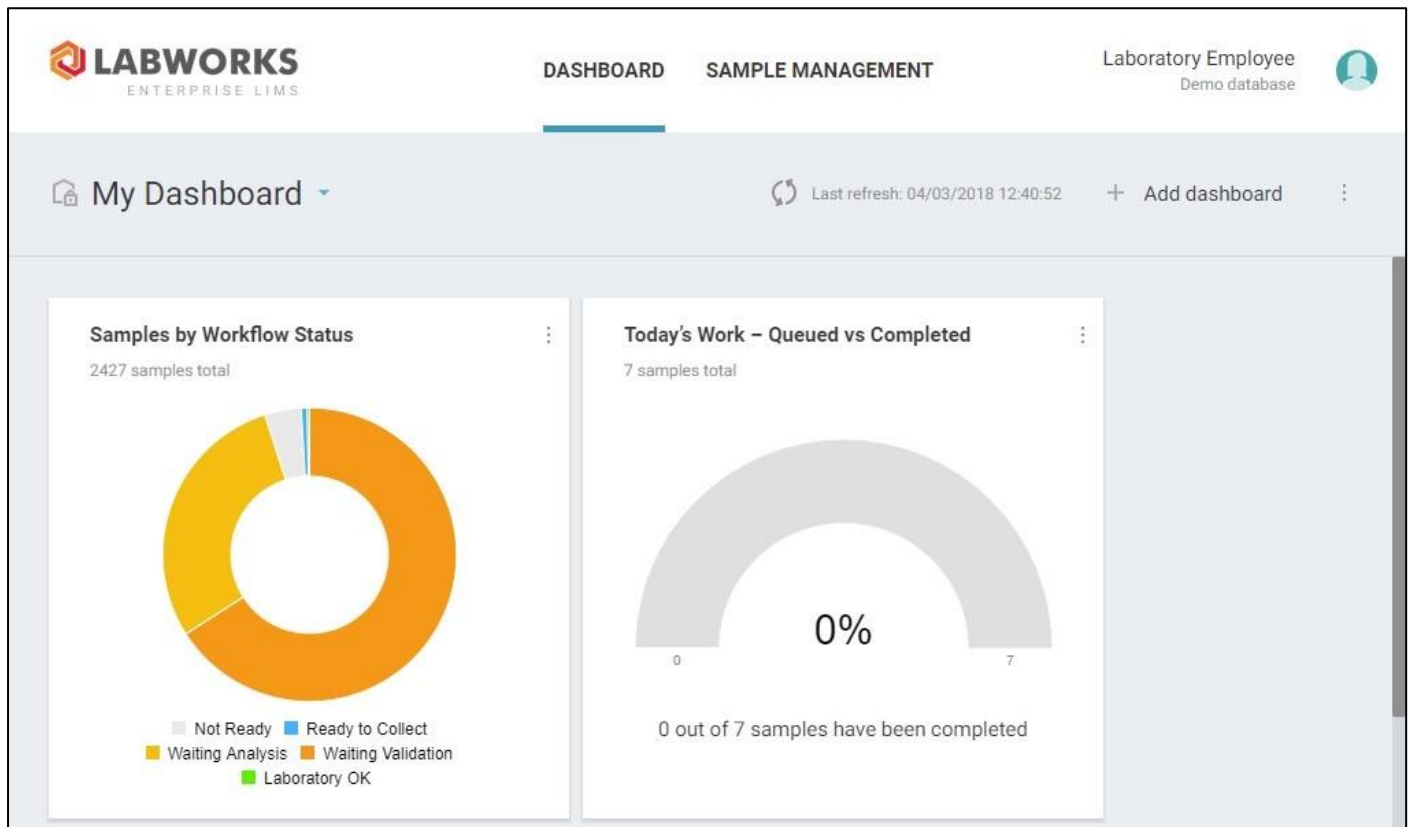 LABWORKS
ENTERPRISE LIMS
DASHBOARD
SAMPLE MANAGEMENT
Laboratory Employee
Demo database
My Dashboard
Last refresh: 04/03/2018 12:40:52
+ Add dashboard
Samples by Workflow Status
2427 samples total
Not Ready Ready to Collect
Waiting Analysis Waiting Validation
Laboratory OK
Today's Work – Queued vs Completed
7 samples total
0%
0 7
0 out of 7 samples have been completed